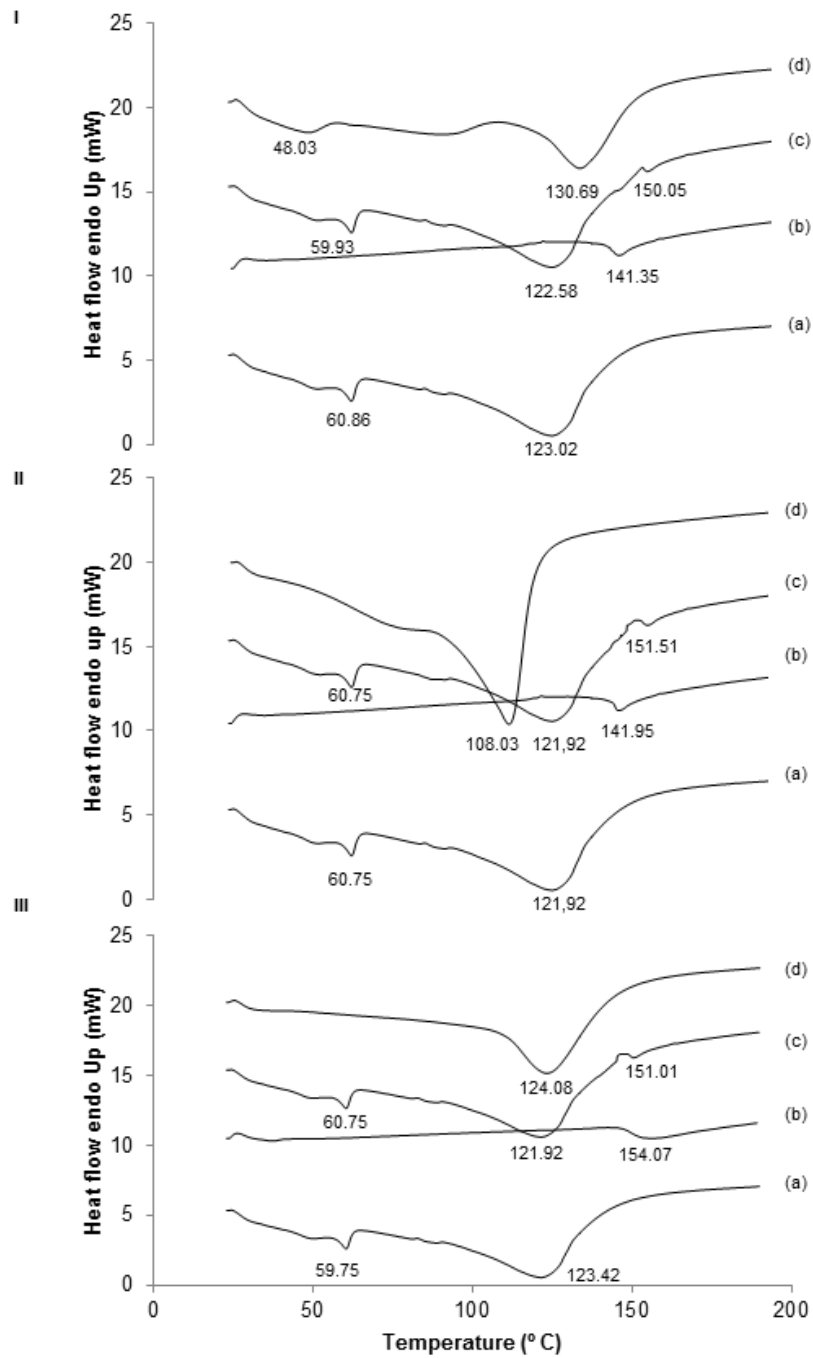 I
25
(d)
20
48.03
(c)
15
130.69 150.05
59.93
(b)
10
122.58
141.35
(a)
5
60.86
123.02
0
Heat flow endo Up (mW)
II
25
(d)
20
(c)
15
151.51
60.75
(b)
10
108.03 121,92
141.95
(a)
5
60.75
121,92
0
Heat flow endo up (mW)
III
25
(d)
20
(c)
15
124.08
151.01
60.75
(b)
10
121.92
154.07
(a)
5
59.75
123.42
0
Heat flow endo Up (mW)
0 50 100 150 200
Temperature (º C)